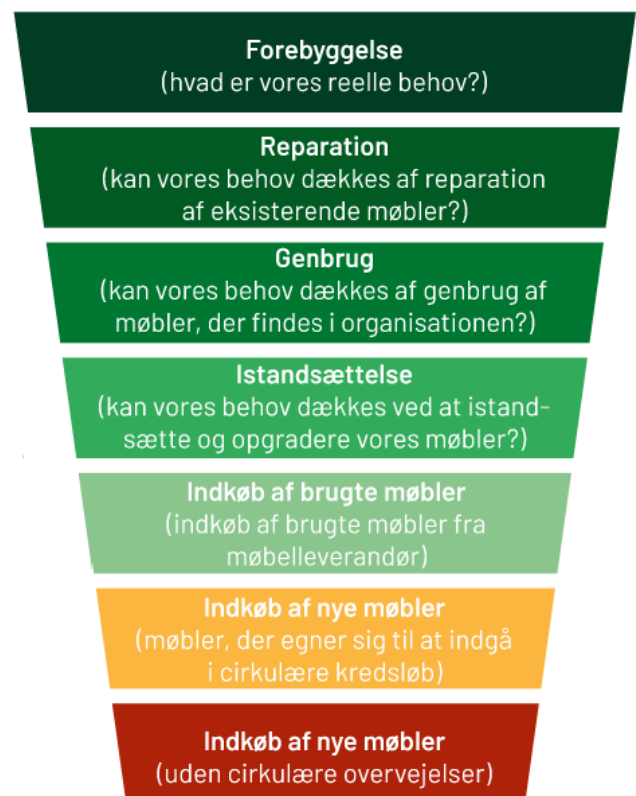 Forebyggelse
(hvad er vores reelle behov?)
Reparation
(kan vores behov dækkes af reparation
af eksisterende møbler?)
Genbrug
(kan vores behov dækkes af genbrug af
møbler, der findes i organisationen?)
Istandsættelse
(kan vores behov dækkes ved at istand-
sætte og opgradere vores møbler?)
Indkøb af brugte møbler
(indkøb af brugte møbler fra
møbelleverandør)
Indkøb af nye møbler
(møbler, der egner sig til at indgå
i cirkulære kredsløb)
Indkøb af nye møbler
(uden cirkulære overvejelser)